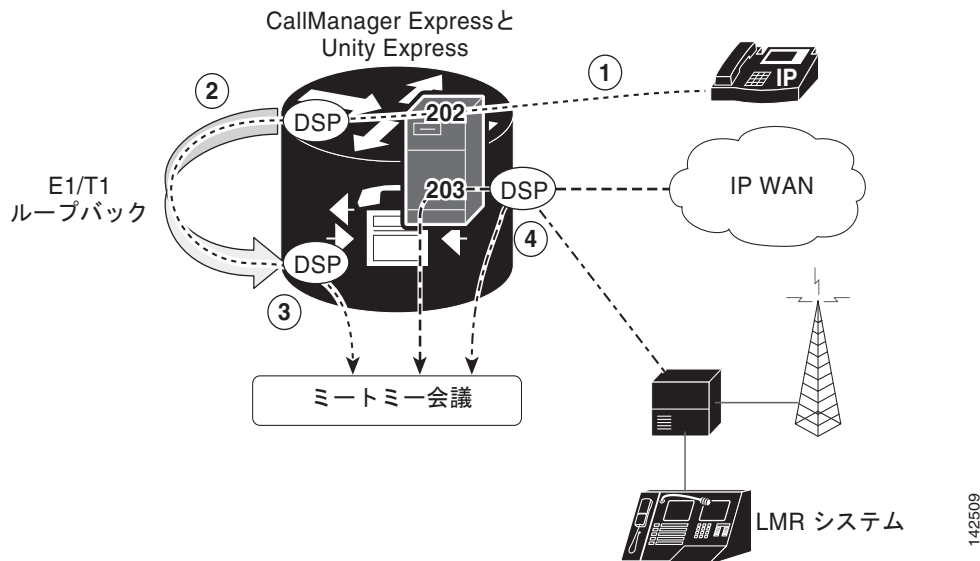 CallManager Expressと
Unity Express
1
IP
2
DSP
202
E1/T1
ループバック
203
DSP
IP WAN
4
DSP
3
ミートミー会議
LMR システム
142509